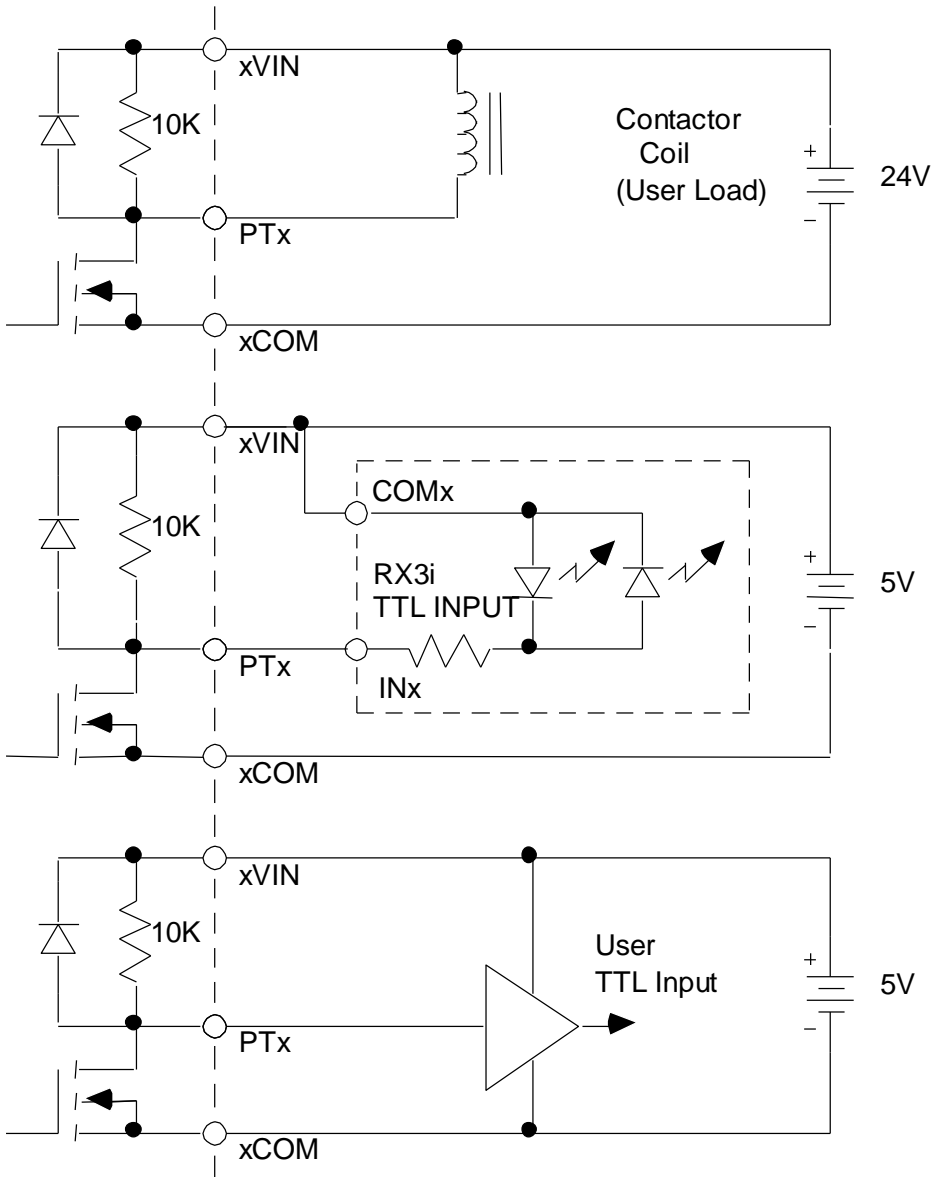 xVIN
10K
Contactor
Coil
(User Load)
+
24V
−
PTx
xCOM
xVIN
COMx
10K
RX3i
TTL INPUT
+
5V
−
PTx
INx
xCOM
xVIN
10K
User
TTL Input
+
5V
−
PTx
xCOM